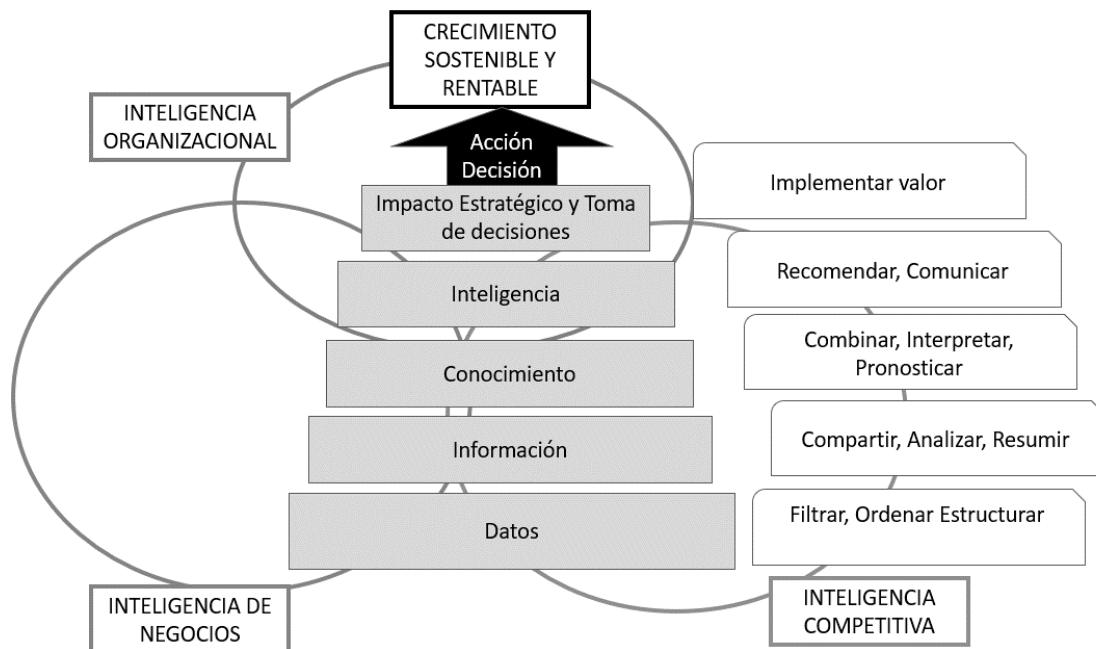 CRECIMIENTO
SOSTENIBLE Y
RENTABLE
INTELIGENCIA
ORGANIZACIONAL
Acción
Decisión
Impacto Estratégico y Toma
de decisiones
Implementar valor
Inteligencia
Recomendar, Comunicar
Conocimiento
Combinar, Interpretar,
Pronosticar
Información
Compartir, Analizar, Resumir
Datos
Filtrar, Ordenar Estructurar
INTELIGENCIA DE
NEGOCIOS
INTELIGENCIA
COMPETITIVA